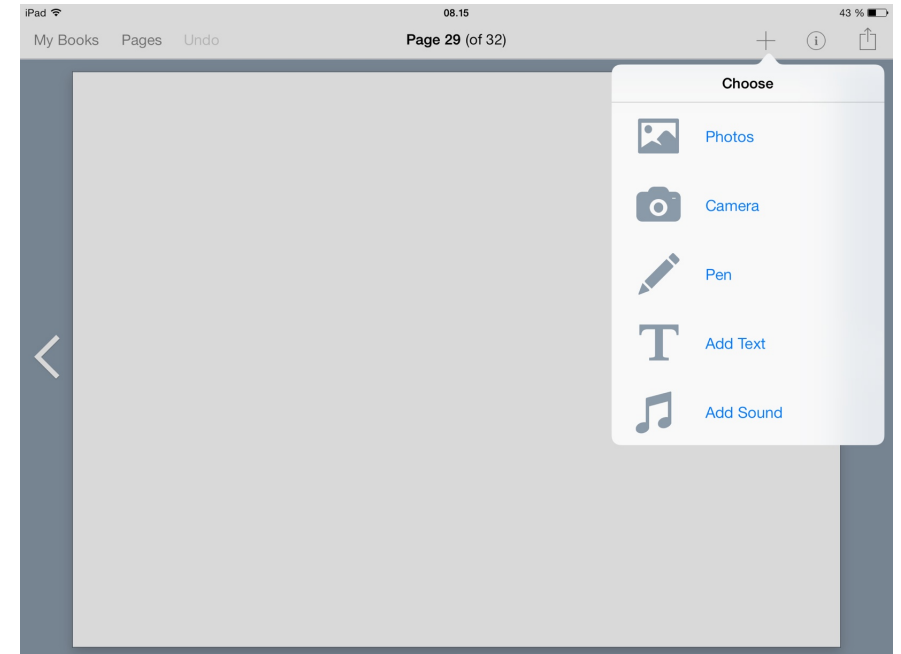 iPad 08.15 43 %
My Books Pages Undo Page 29 (of 32)
Choose
Photos
Camera
Pen
Add Text
Add Sound